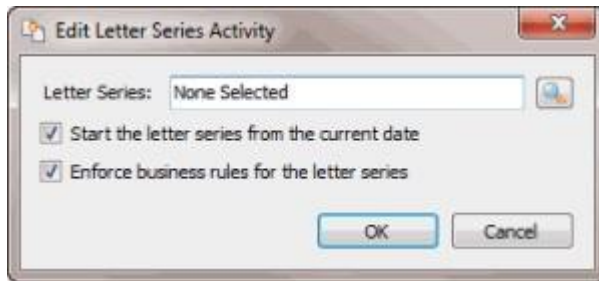 Edit Letter Series Activity
Letter Series: None Selected
Start the letter series from the current date
Enforce business rules for the letter series
OK Cancel